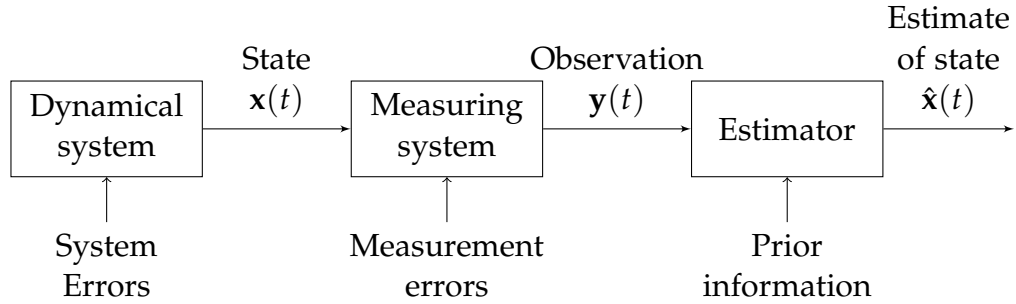 Dynamical
system
State
𝐱(t)
Measuring
system
Observation
𝐲(t)
Estimator
Estimate
of state
𝐱̂(t)
System
Errors
Measurement
errors
Prior
information